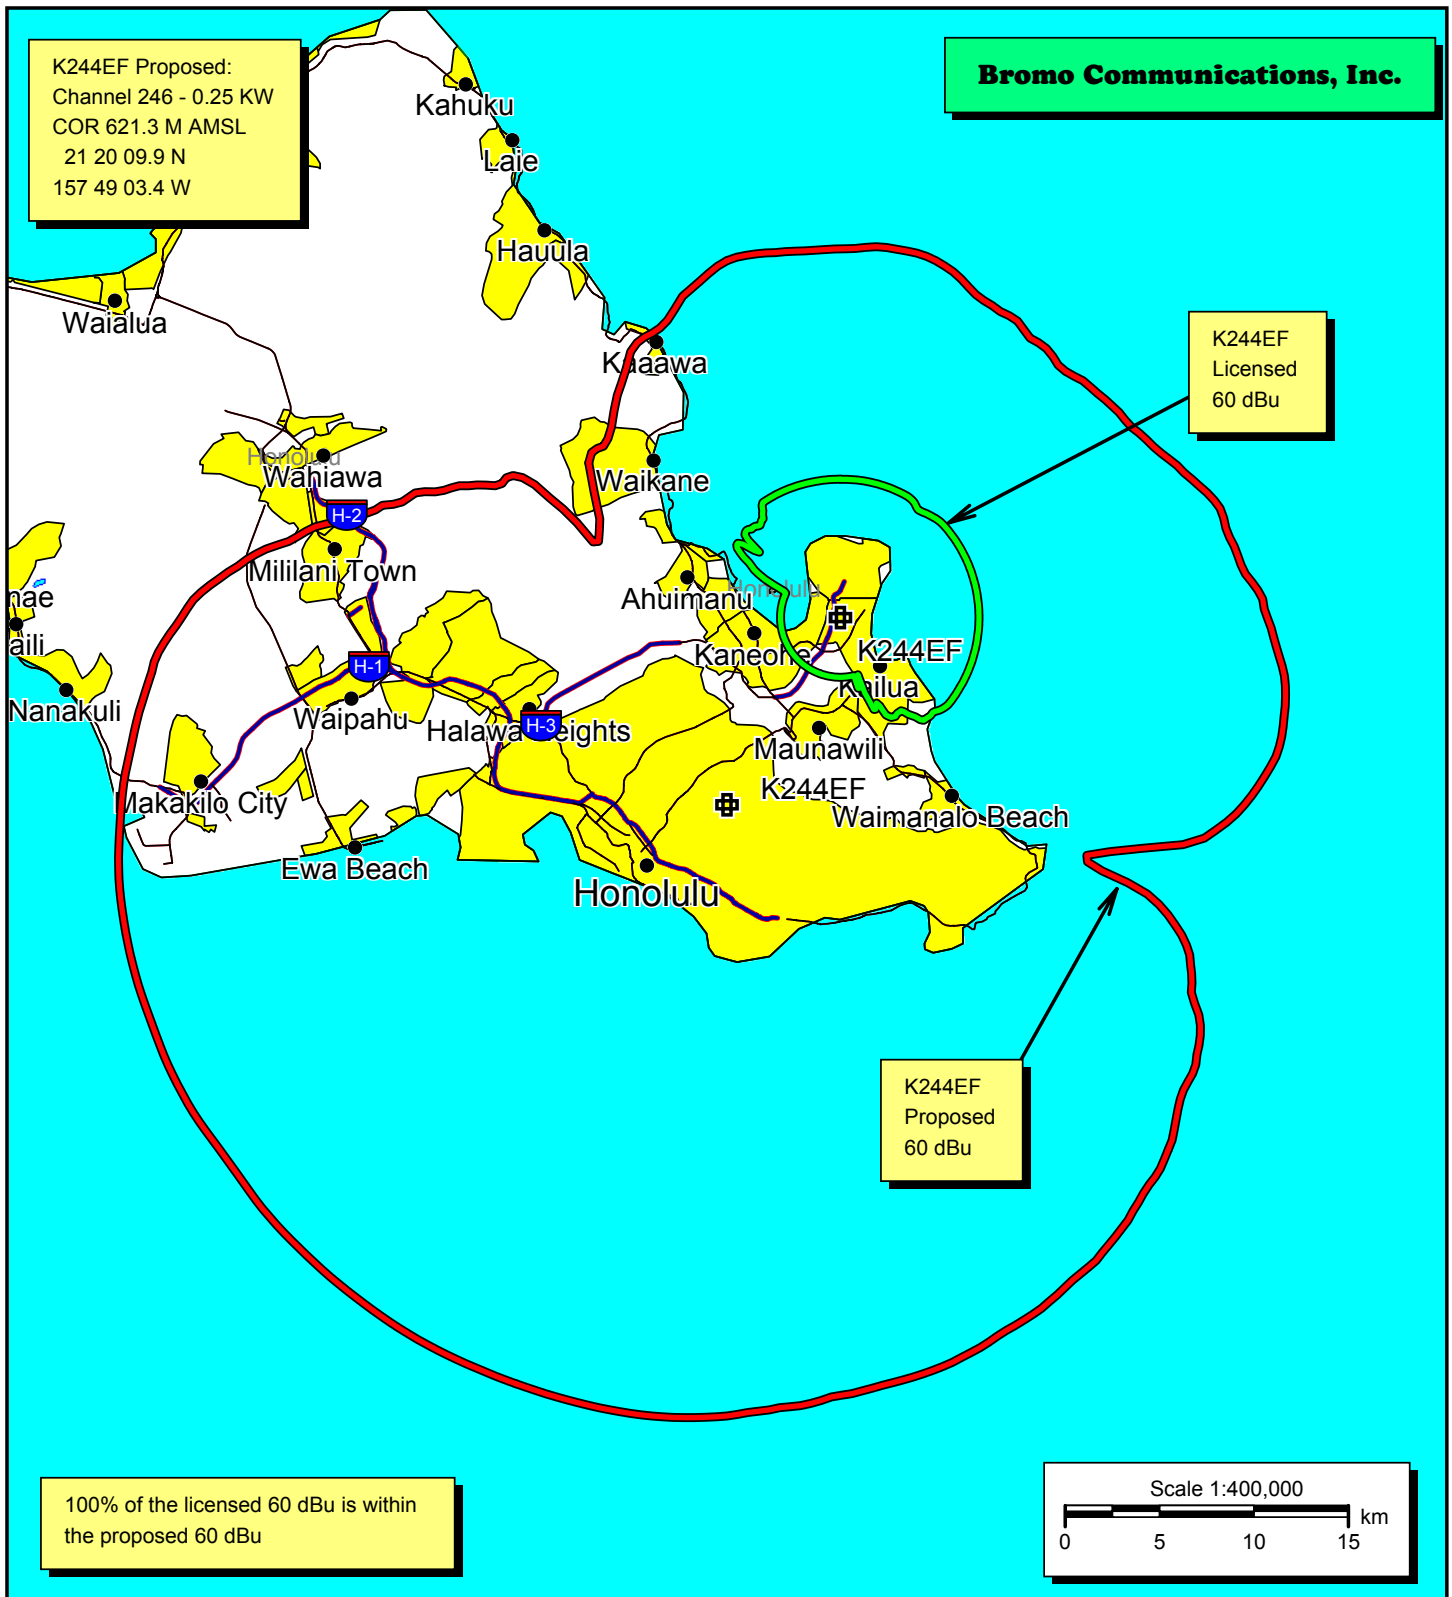 K244EF Proposed:
Channel 246 - 0.25 KW
COR 621.3 M AMSL
21 20 09.9 N
157 49 03.4 W
Bromo Communications, Inc.
Kahuku
Laie
Hauula
Waialua
Kaaawa
K244EF
Licensed
60 dBu
Honolulu
Wahiawa
Waikane
H-2
Mililani Town
Ahuimanu
Honolulu
nae
aili
Kaneohe
K244EF
Kailua
H-1
Nanakuli
Waipahu
Halawa Heights
H-3
Maunawili
K244EF
Makakilo City
Waimanalo Beach
Ewa Beach
Honolulu
K244EF
Proposed
60 dBu
100% of the licensed 60 dBu is within
the proposed 60 dBu
Scale 1:400,000
km
0 5 10 15